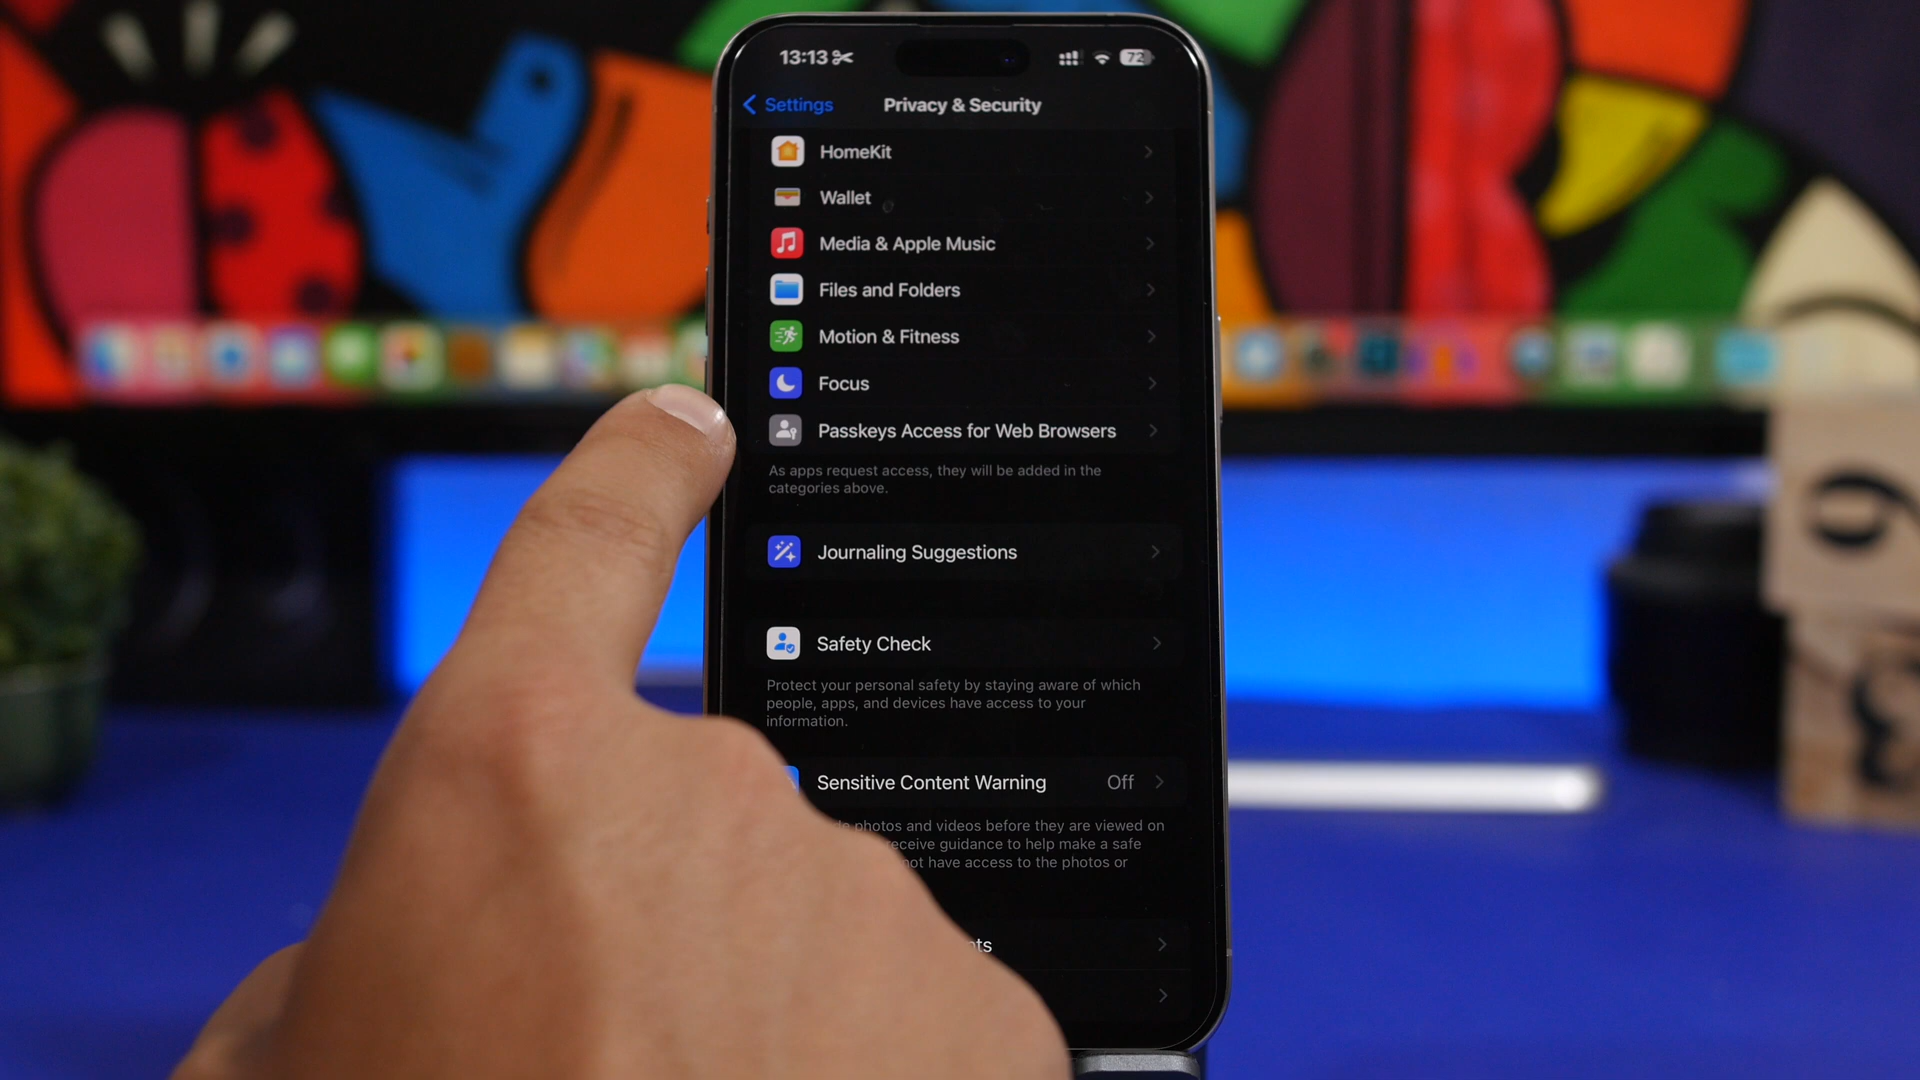 13:13
72
Settings
Privacy & Security
HomeKit
Wallet
Media & Apple Music
Files and Folders
Motion & Fitness
Focus
Passkeys Access for Web Browsers
As apps request access, they will be added in the
categories above.
Journaling Suggestions
Safety Check
Protect your personal safety by staying aware of which
people, apps, and devices have access to your
information.
Sensitive Content Warning Off
photos and videos before they are viewed on
receive guidance to help make a safe
not have access to the photos or